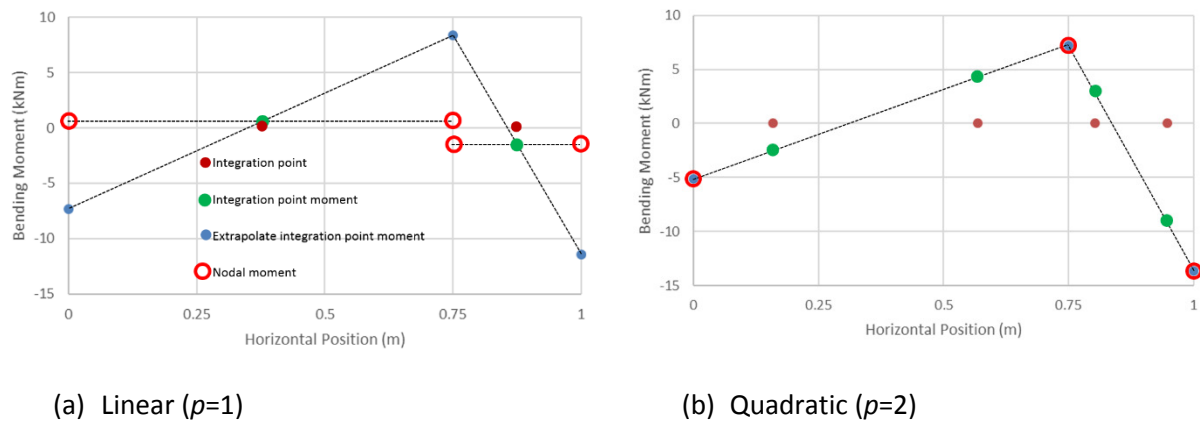 10
5
0
-5
-10
-15
Bending Moment (kNm)
Integration point
Integration point moment
Extrapolate integration point moment
Nodal moment
0
0.25
0.5
0.75
1
Horizontal Position (m)
10
5
0
-5
-10
-15
Bending Moment (kNm)
0
0.25
0.5
0.75
1
Horizontal Position (m)
(a) Linear (p=1)
(b) Quadratic (p=2)